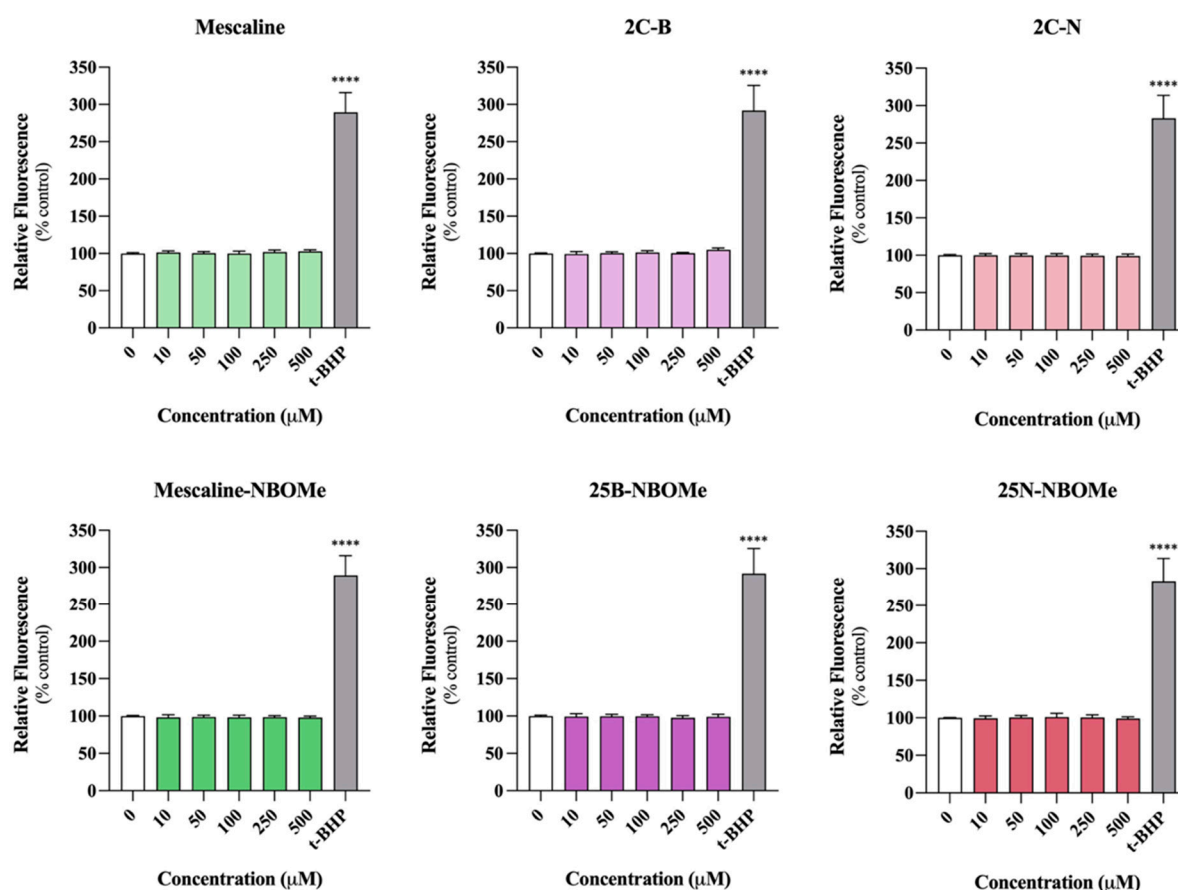 Mescaline
Relative Fluorescence
(% control)
350
300
250
200
150
100
50
0
****
0 10 50 100 250 500 t-BHP
Concentration (μM)
2C-B
Relative Fluorescence
(% control)
350
300
250
200
150
100
50
0
****
0 10 50 100 250 500 t-BHP
Concentration (μM)
2C-N
Relative Fluorescence
(% control)
350
300
250
200
150
100
50
0
****
0 10 50 100 250 500 t-BHP
Concentration (μM)
Mescaline-NBOMe
Relative Fluorescence
(% control)
350
300
250
200
150
100
50
0
****
0 10 50 100 250 500 t-BHP
Concentration (μM)
25B-NBOMe
Relative Fluorescence
(% control)
350
300
250
200
150
100
50
0
****
0 10 50 100 250 500 t-BHP
Concentration (μM)
25N-NBOMe
Relative Fluorescence
(% control)
350
300
250
200
150
100
50
0
****
0 10 50 100 250 500 t-BHP
Concentration (μM)